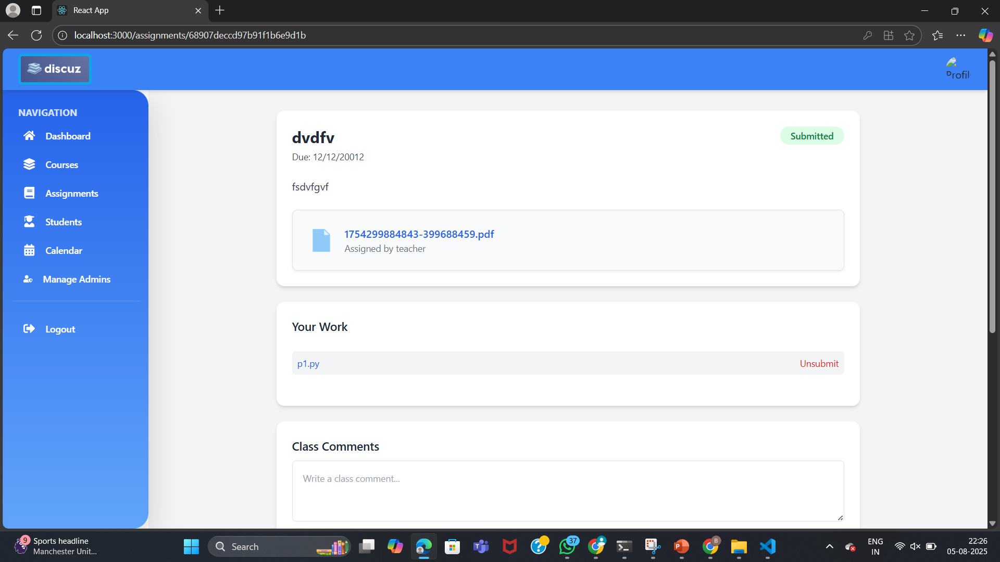 React App
localhost:3000/assignments/68907deccd97b91f1b6e9d1b
discuz
Profil
NAVIGATION
Dashboard
Courses
Assignments
Students
Calendar
Manage Admins
Logout
dvdfv
Submitted
Due: 12/12/20012
fsdvfgvf
1754299884843-399688459.pdf
Assigned by teacher
Your Work
p1.py
Unsubmit
Class Comments
Write a class comment...
9
Sports headline
Manchester Unit...
Search
37
B
ENG
IN
22:26
05-08-2025